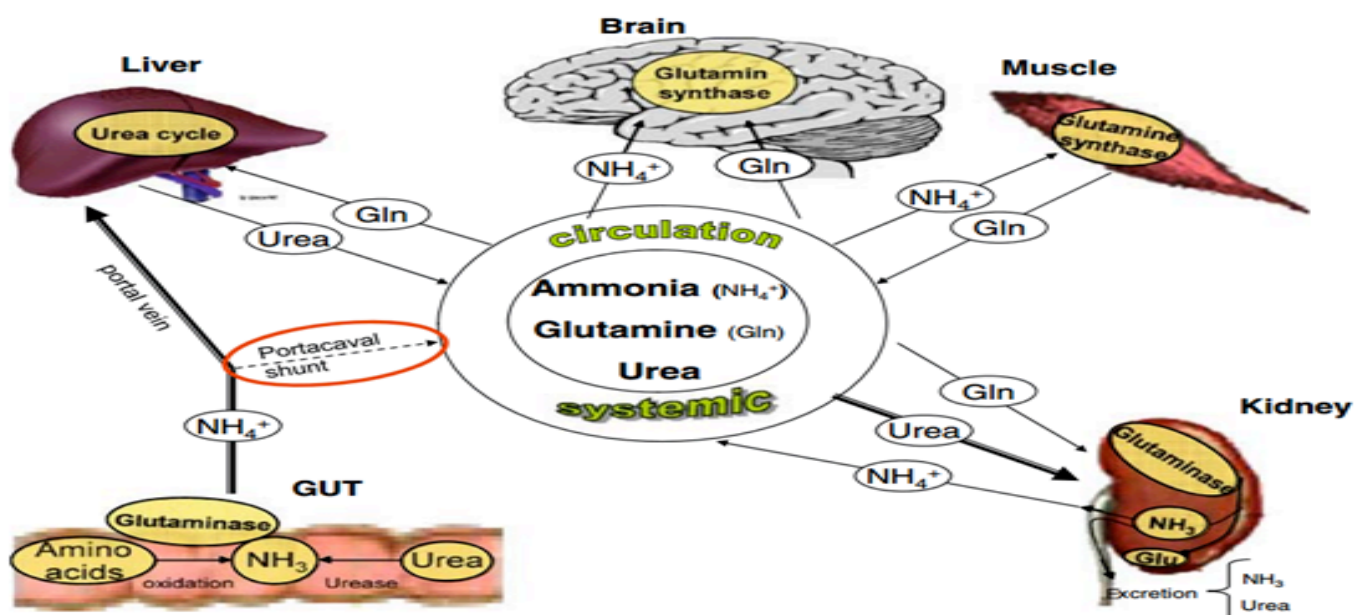 Brain
Glutamin
synthase
Liver
Urea cycle
Muscle
Glutamine
synthase
NH₄⁺
Gln
NH₄⁺
Gln
Gln
Urea
circulation
Ammonia (NH₄⁺)
Glutamine (Gln)
Urea
systemic
portal vein
Portacaval
shunt
NH₄⁺
GUT
Glutaminase
Amino
acids
oxidation
NH₃
Urease
Urea
Gln
Urea
NH₄⁺
Kidney
Glutaminase
NH₃
Glu
Excretion
NH₃
Urea